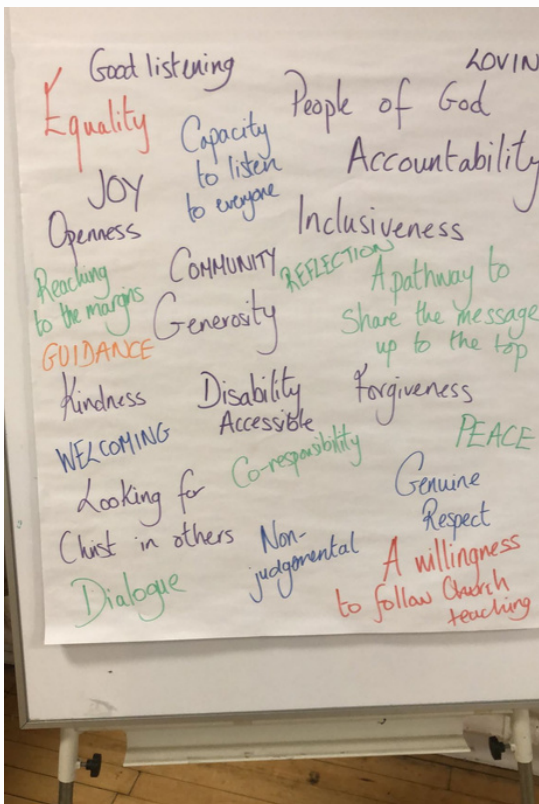 Good listening
LOVIN
Equality
People of God
Capacity
to listen
to everyone
Accountability
JOY
Openness
Inclusiveness
COMMUNITY
REFLECTION
Reaching
to the margins
A pathway to
Share the message
up to the top
Generosity
GUIDANCE
Kindness
Disability
Accessible
Forgiveness
WELCOMING
Co-responsibility
PEACE
Looking for
Christ in others
Genuine
Respect
Non-
judgemental
A willingness
to follow Church
teaching
Dialogue